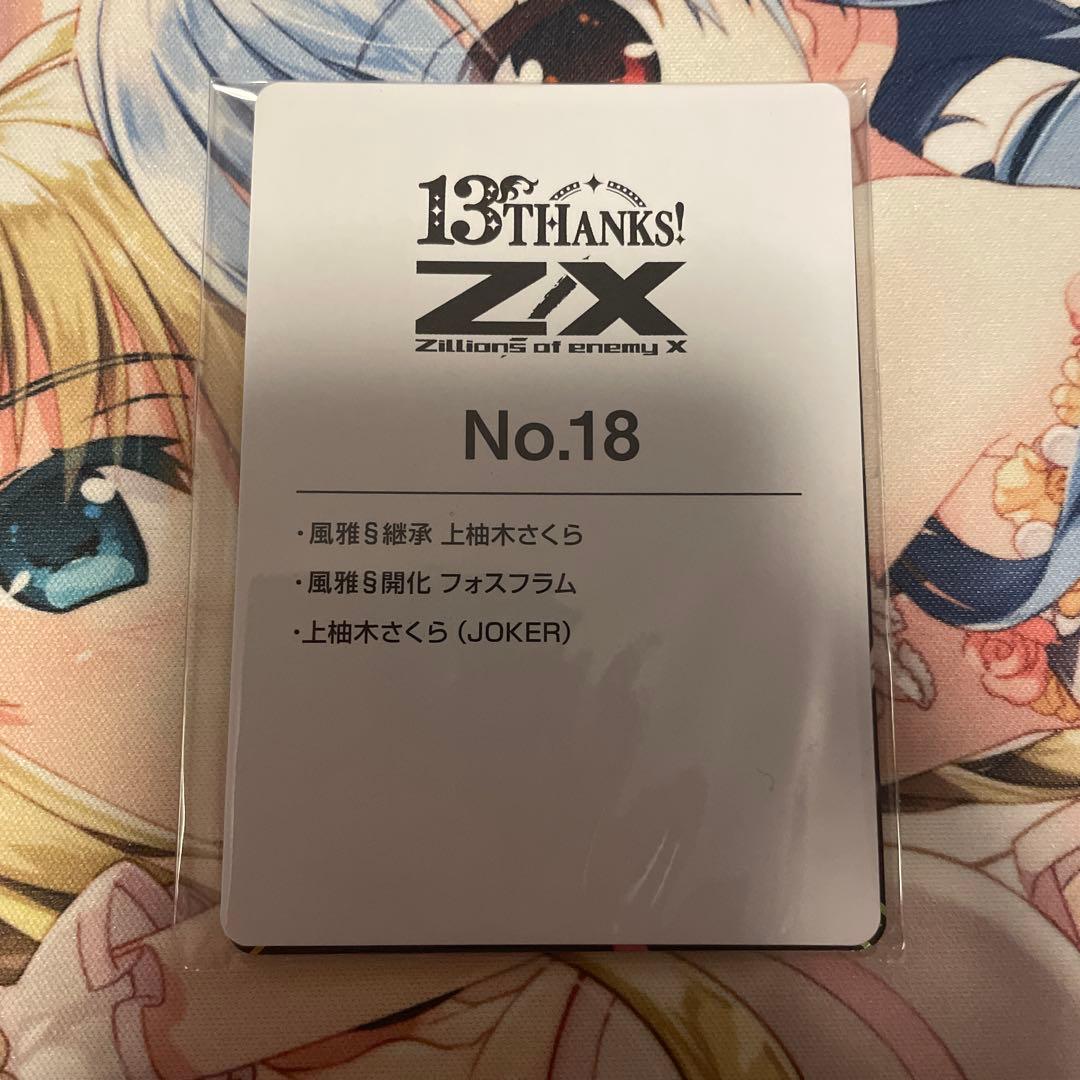 13THANKS!
Z/X
Zillions of enemy X
No.18
・風雅§継承 上柚木さくら
・風雅§開化 フォスフラム
・上柚木さくら（JOKER）